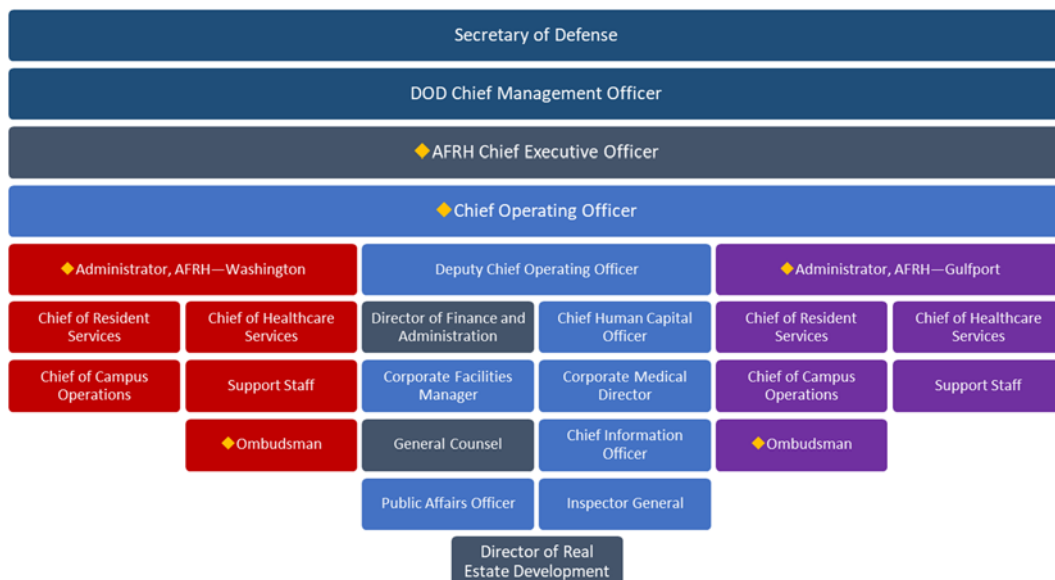 Secretary of Defense
DOD Chief Management Officer
AFRH Chief Executive Officer
Chief Operating Officer
Administrator, AFRH—Washington
Deputy Chief Operating Officer
Administrator, AFRH—Gulfport
Chief of Resident
Services
Chief of Healthcare
Services
Director of Finance and
Administration
Chief Human Capital
Officer
Chief of Resident
Services
Chief of Healthcare
Services
Chief of Campus
Operations
Support Staff
Corporate Facilities
Manager
Corporate Medical
Director
Chief of Campus
Operations
Support Staff
Ombudsman
General Counsel
Chief Information
Officer
Ombudsman
Public Affairs Officer
Inspector General
Director of Real
Estate Development